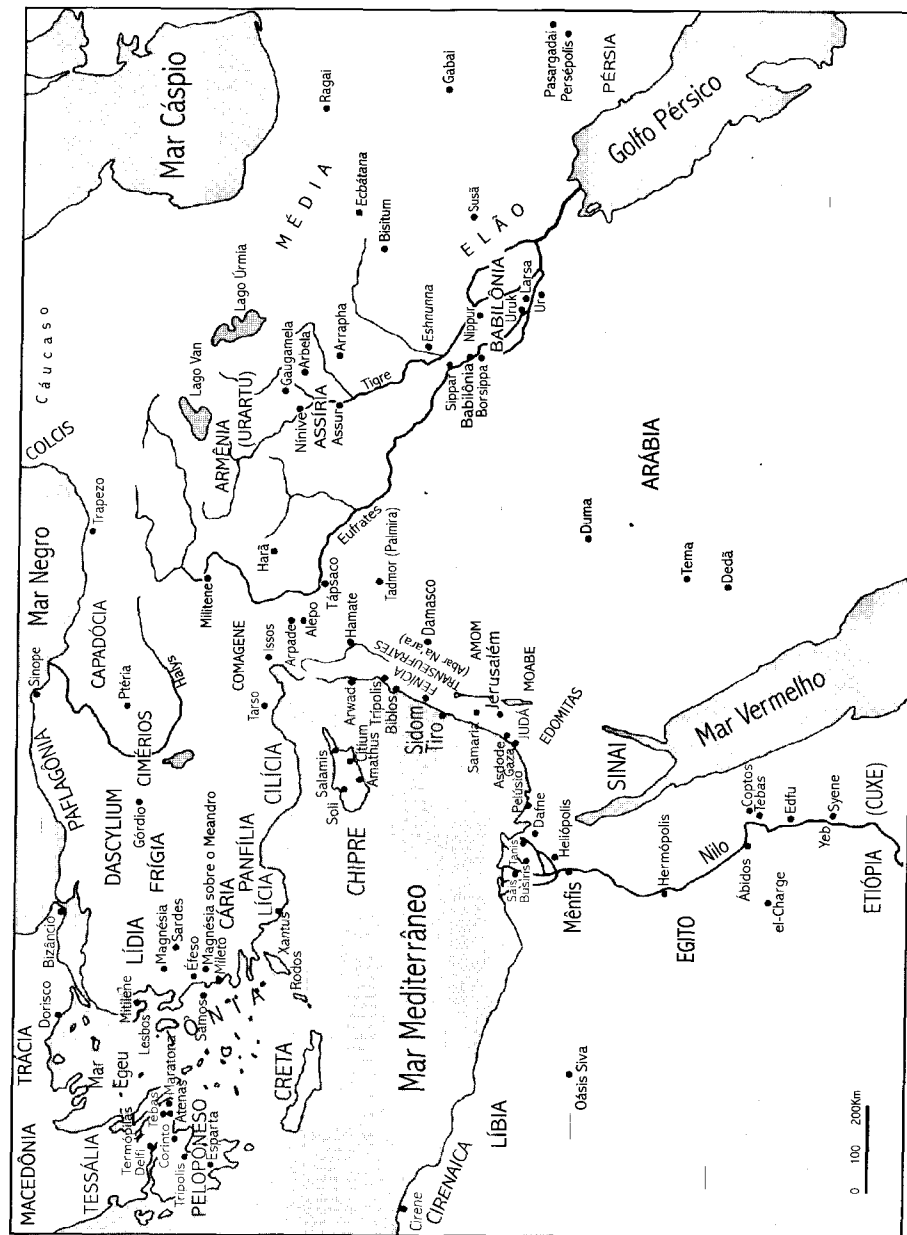 MACEDÔNIA
TRÁCIA
Dorisco
Bizâncio
PAFLAGÔNIA
Sinope
Mar Negro
COLCIS
Cáucaso
Mar Cáspio
TESSÁLIA
Mar
Egeu
Termópilas
Delfi
Tebas
Corinto
Maratona
Atenas
Trípolis
PELOPONESO
Esparta
Lesbos
Mitilene
LÍDIA
Magnésia
Sardes
Éfeso
Magnésia sobre o Meandro
Mileto
Samos
CÁRIA
DASCYLIUM
FRÍGIA
Górdio
CIMÉRIOS
CAPADÓCIA
Ptéria
Halys
Trapezo
PANFÍLIA
LÍCIA
Xantus
Rodos
CRETA
CILÍCIA
Tarso
COMAGENE
Issos
Militene
Arpade
Alepo
Harã
Tápsaco
Eufrates
ARMÊNIA
(URARTU)
Lago Van
Lago Úrmia
Nínive
Gaugamela
Arbela
ASSÍRIA
Assur
Arrapha
Tigre
MÉDIA
Ecbátana
Bisitum
Ragai
Gabai
CHIPRE
Soli
Salamis
Citium
Amathus
Arwad
Trípolis
Biblos
Sidom
Tiro
FENÍCIA
TRANSEUFRATES
(Abar Na'ara)
Hamate
Tadmor (Palmira)
Damasco
AMOM
Samaria
Jerusalém
JUDÁ
MOABE
Asdode
Gaza
EDOMITAS
Eshnunna
Sippar
Babilônia
Borsippa
Nippur
BABILÔNIA
Uruk
Larsa
Ur
ELÃO
Susã
Pasargadai
Persépolis
PÉRSIA
Golfo Pérsico
Mar Mediterrâneo
Cirene
CIRENAICA
LÍBIA
Oásis Siva
Pelúsio
Dafne
Tanis
Sais
Busiris
Heliópolis
Mênfis
SINAI
Mar Vermelho
EGITO
Hermópolis
Nilo
Abidos
el-Charge
Coptos
Tebas
Edfu
Syene
Yeb
ETIÓPIA
(CUXE)
Duma
ARÁBIA
Tema
Dedã
0 100 200Km